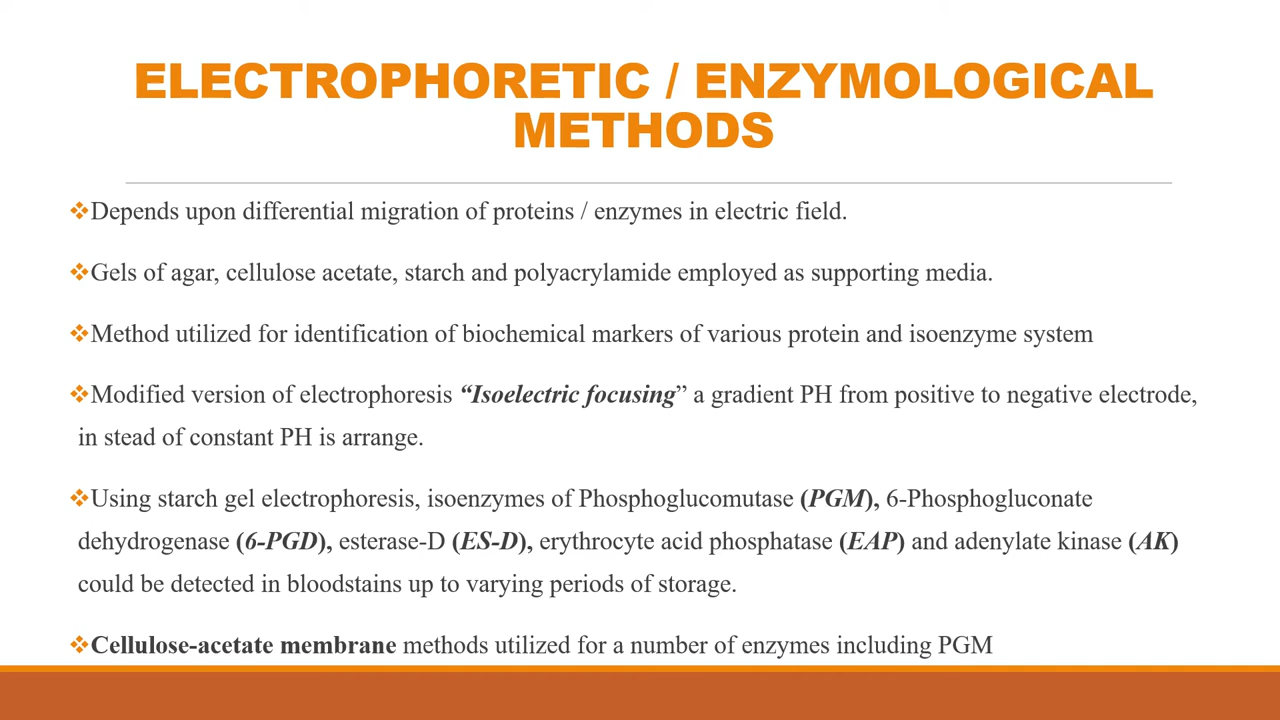 ELECTROPHORETIC / ENZYMOLOGICAL
METHODS
❖Depends upon differential migration of proteins / enzymes in electric field.
❖Gels of agar, cellulose acetate, starch and polyacrylamide employed as supporting media.
❖Method utilized for identification of biochemical markers of various protein and isoenzyme system
❖Modified version of electrophoresis “Isoelectric focusing” a gradient PH from positive to negative electrode,
in stead of constant PH is arrange.
❖Using starch gel electrophoresis, isoenzymes of Phosphoglucomutase (PGM), 6-Phosphogluconate
dehydrogenase (6-PGD), esterase-D (ES-D), erythrocyte acid phosphatase (EAP) and adenylate kinase (AK)
could be detected in bloodstains up to varying periods of storage.
❖Cellulose-acetate membrane methods utilized for a number of enzymes including PGM